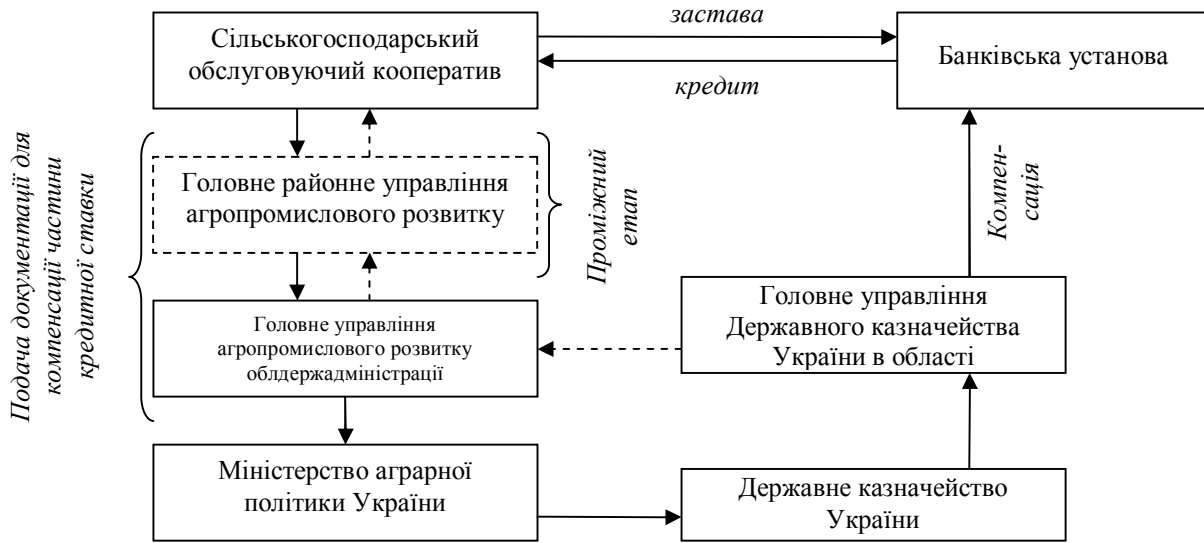 застава
Сільськогосподарський
обслуговуючий кооператив
Банківська установа
кредит
Подача документації для
компенсації частини
кредитної ставки
Головне районне управління
агропромислового розвитку
Проміжний
етап
Компен-
сація
Головне управління
агропромислового розвитку
облдержадміністрації
Головне управління
Державного казначейства
України в області
Міністерство аграрної
політики України
Державне казначейство
України